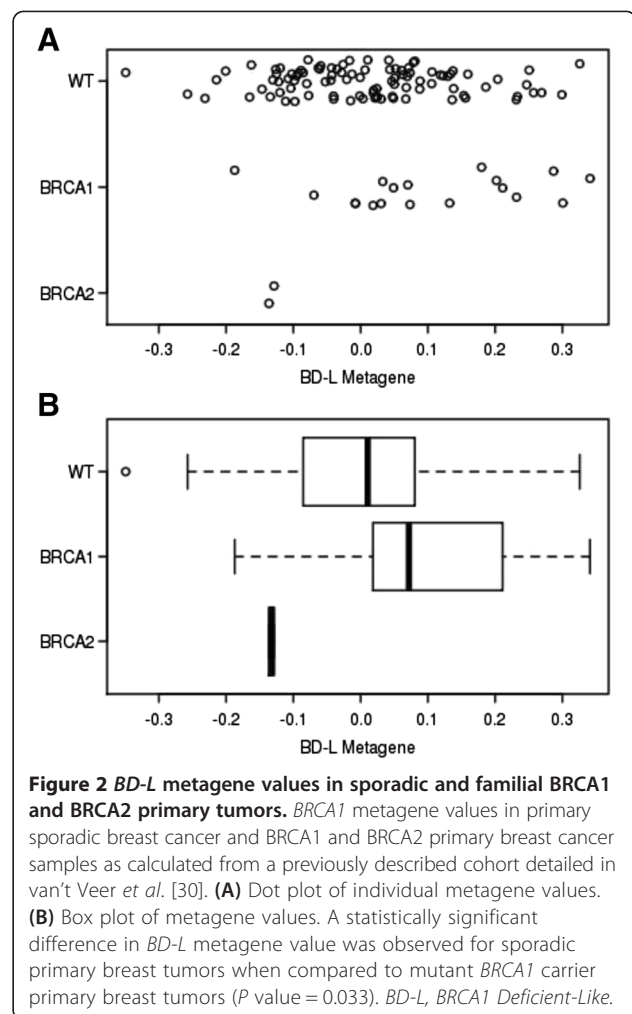 A
WT
BRCA1
BRCA2
-0.3 -0.2 -0.1 0.0 0.1 0.2 0.3
BD-L Metagene
B
WT
BRCA1
BRCA2
-0.3 -0.2 -0.1 0.0 0.1 0.2 0.3
BD-L Metagene
Figure 2 BD-L metagene values in sporadic and familial BRCA1
and BRCA2 primary tumors. BRCA1 metagene values in primary
sporadic breast cancer and BRCA1 and BRCA2 primary breast cancer
samples as calculated from a previously described cohort detailed in
van’t Veer et al. [30]. (A) Dot plot of individual metagene values.
(B) Box plot of metagene values. A statistically significant
difference in BD-L metagene value was observed for sporadic
primary breast tumors when compared to mutant BRCA1 carrier
primary breast tumors (P value = 0.033). BD-L, BRCA1 Deficient-Like.